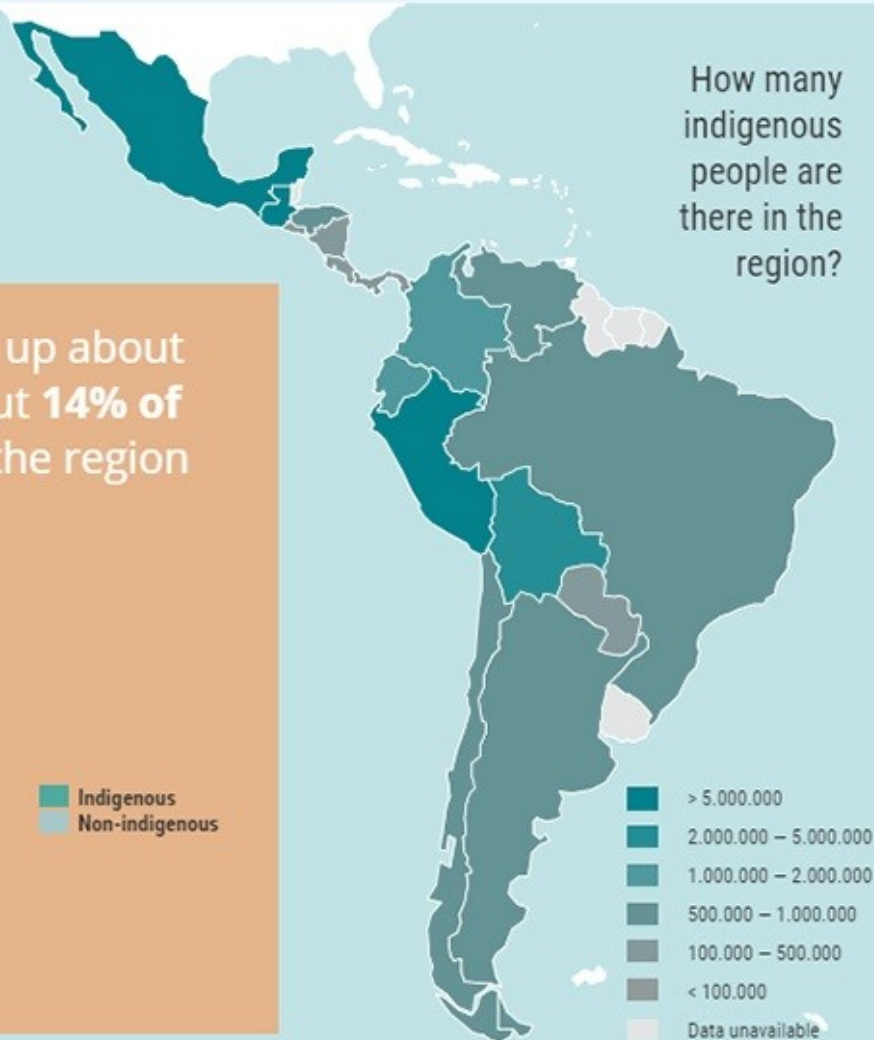 How many
indigenous
people are
there in the
region?
up about
14% of
the region
Indigenous
Non-indigenous
> 5.000.000
2.000.000 – 5.000.000
1.000.000 – 2.000.000
500.000 – 1.000.000
100.000 – 500.000
< 100.000
Data unavailable